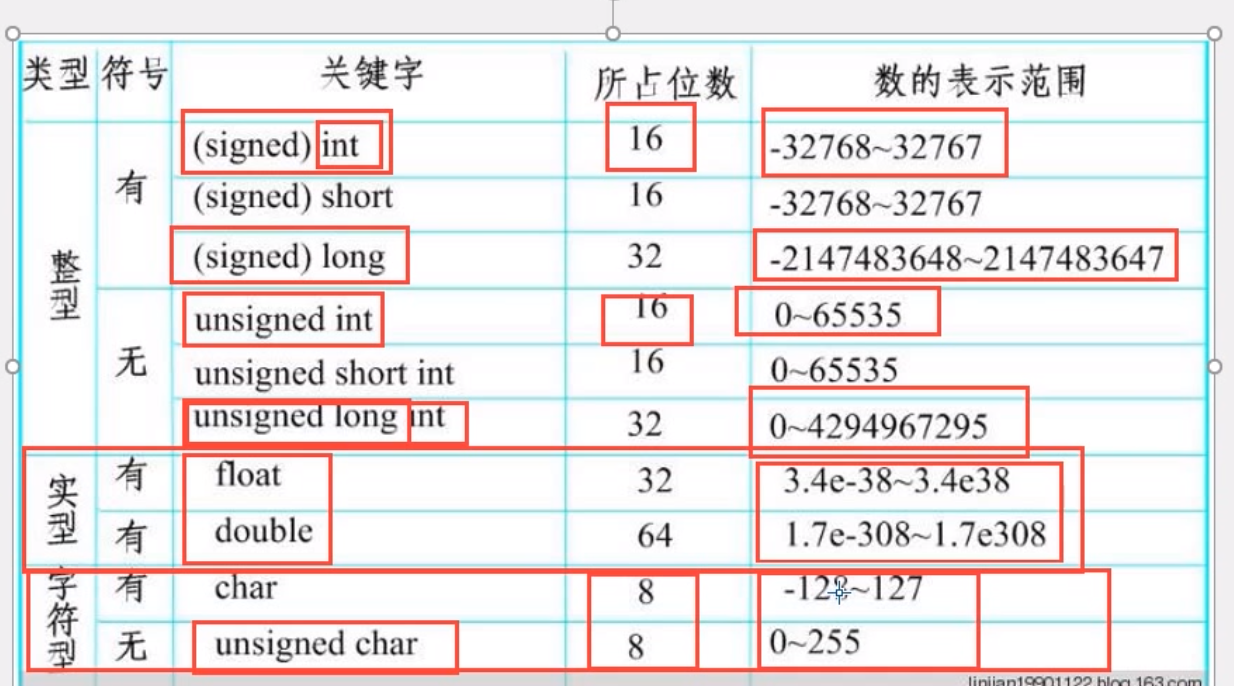 类型 符号 关键字 所占位数 数的表示范围
整型 有 (signed) int 16 -32768~32767
(signed) short 16 -32768~32767
(signed) long 32 -2147483648~2147483647
无 unsigned int 16 0~65535
unsigned short int 16 0~65535
unsigned long int 32 0~4294967295
实型 有 float 32 3.4e-38~3.4e38
有 double 64 1.7e-308~1.7e308
字符型 有 char 8 -128~127
无 unsigned char 8 0~255
linjian19901122.blog.163.com